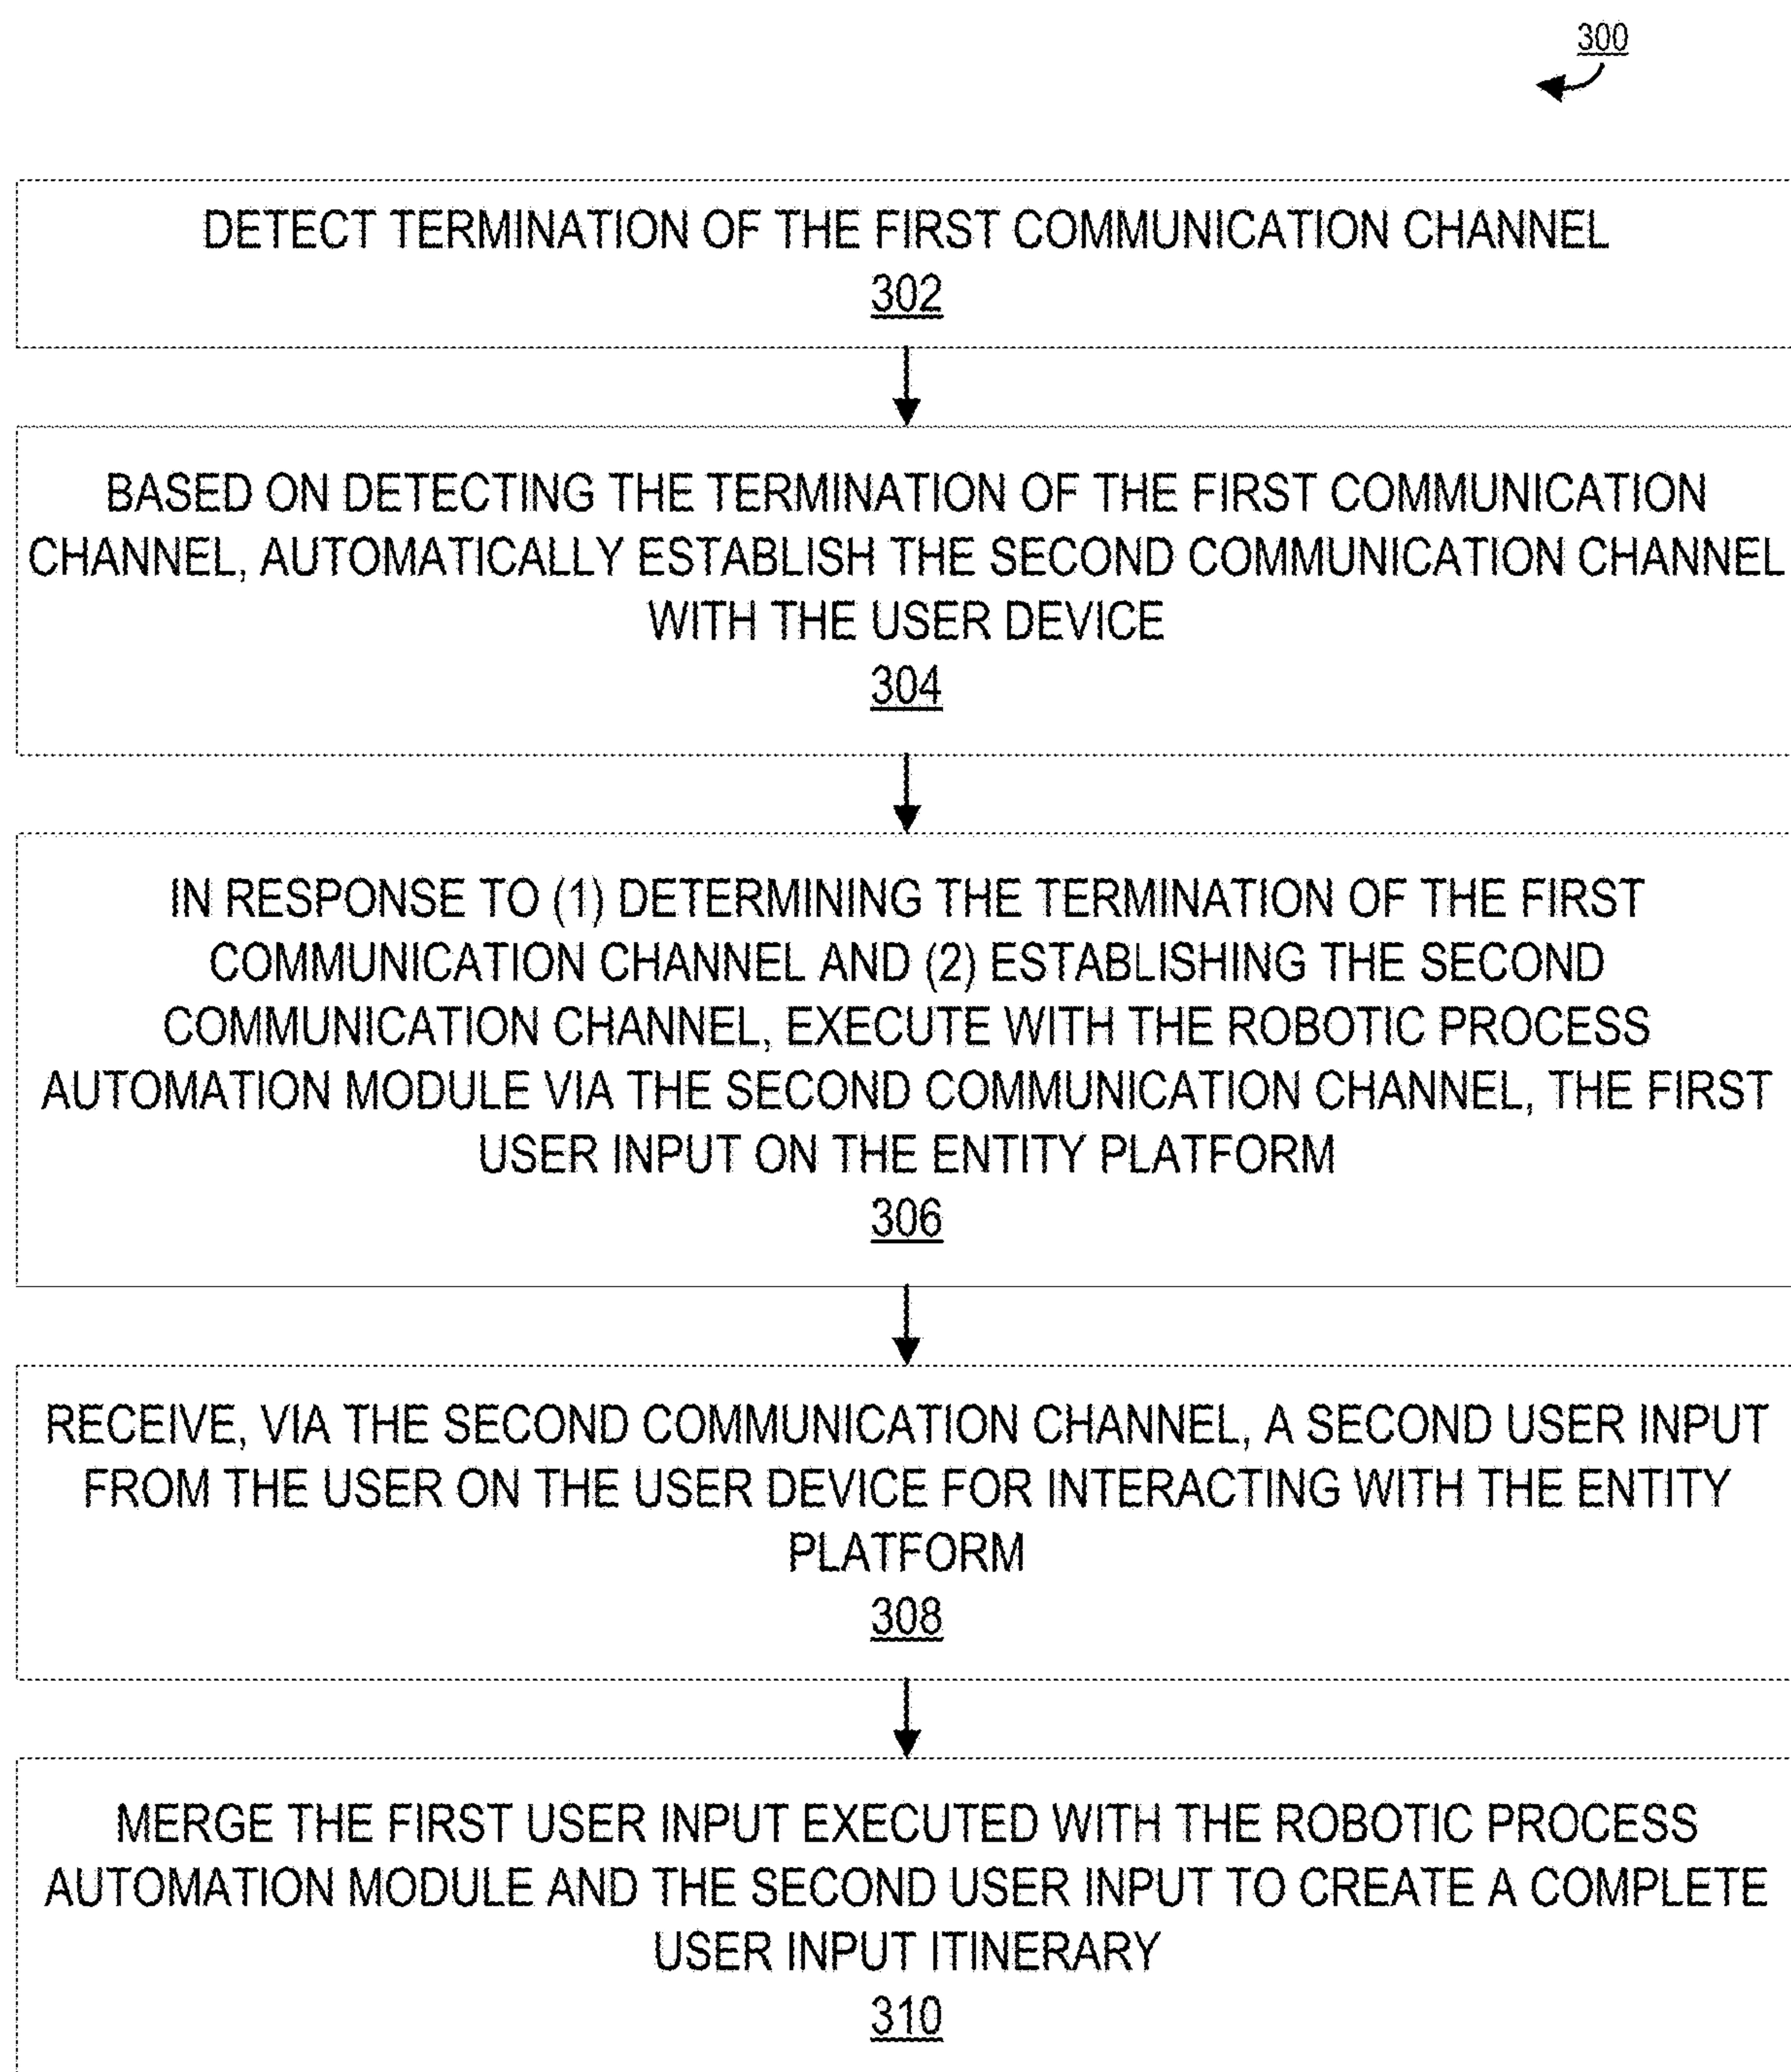 300
DETECT TERMINATION OF THE FIRST COMMUNICATION CHANNEL
302
BASED ON DETECTING THE TERMINATION OF THE FIRST COMMUNICATION
CHANNEL, AUTOMATICALLY ESTABLISH THE SECOND COMMUNICATION CHANNEL
WITH THE USER DEVICE
304
IN RESPONSE TO (1) DETERMINING THE TERMINATION OF THE FIRST
COMMUNICATION CHANNEL AND (2) ESTABLISHING THE SECOND
COMMUNICATION CHANNEL, EXECUTE WITH THE ROBOTIC PROCESS
AUTOMATION MODULE VIA THE SECOND COMMUNICATION CHANNEL, THE FIRST
USER INPUT ON THE ENTITY PLATFORM
306
RECEIVE, VIA THE SECOND COMMUNICATION CHANNEL, A SECOND USER INPUT
FROM THE USER ON THE USER DEVICE FOR INTERACTING WITH THE ENTITY
PLATFORM
308
MERGE THE FIRST USER INPUT EXECUTED WITH THE ROBOTIC PROCESS
AUTOMATION MODULE AND THE SECOND USER INPUT TO CREATE A COMPLETE
USER INPUT ITINERARY
310